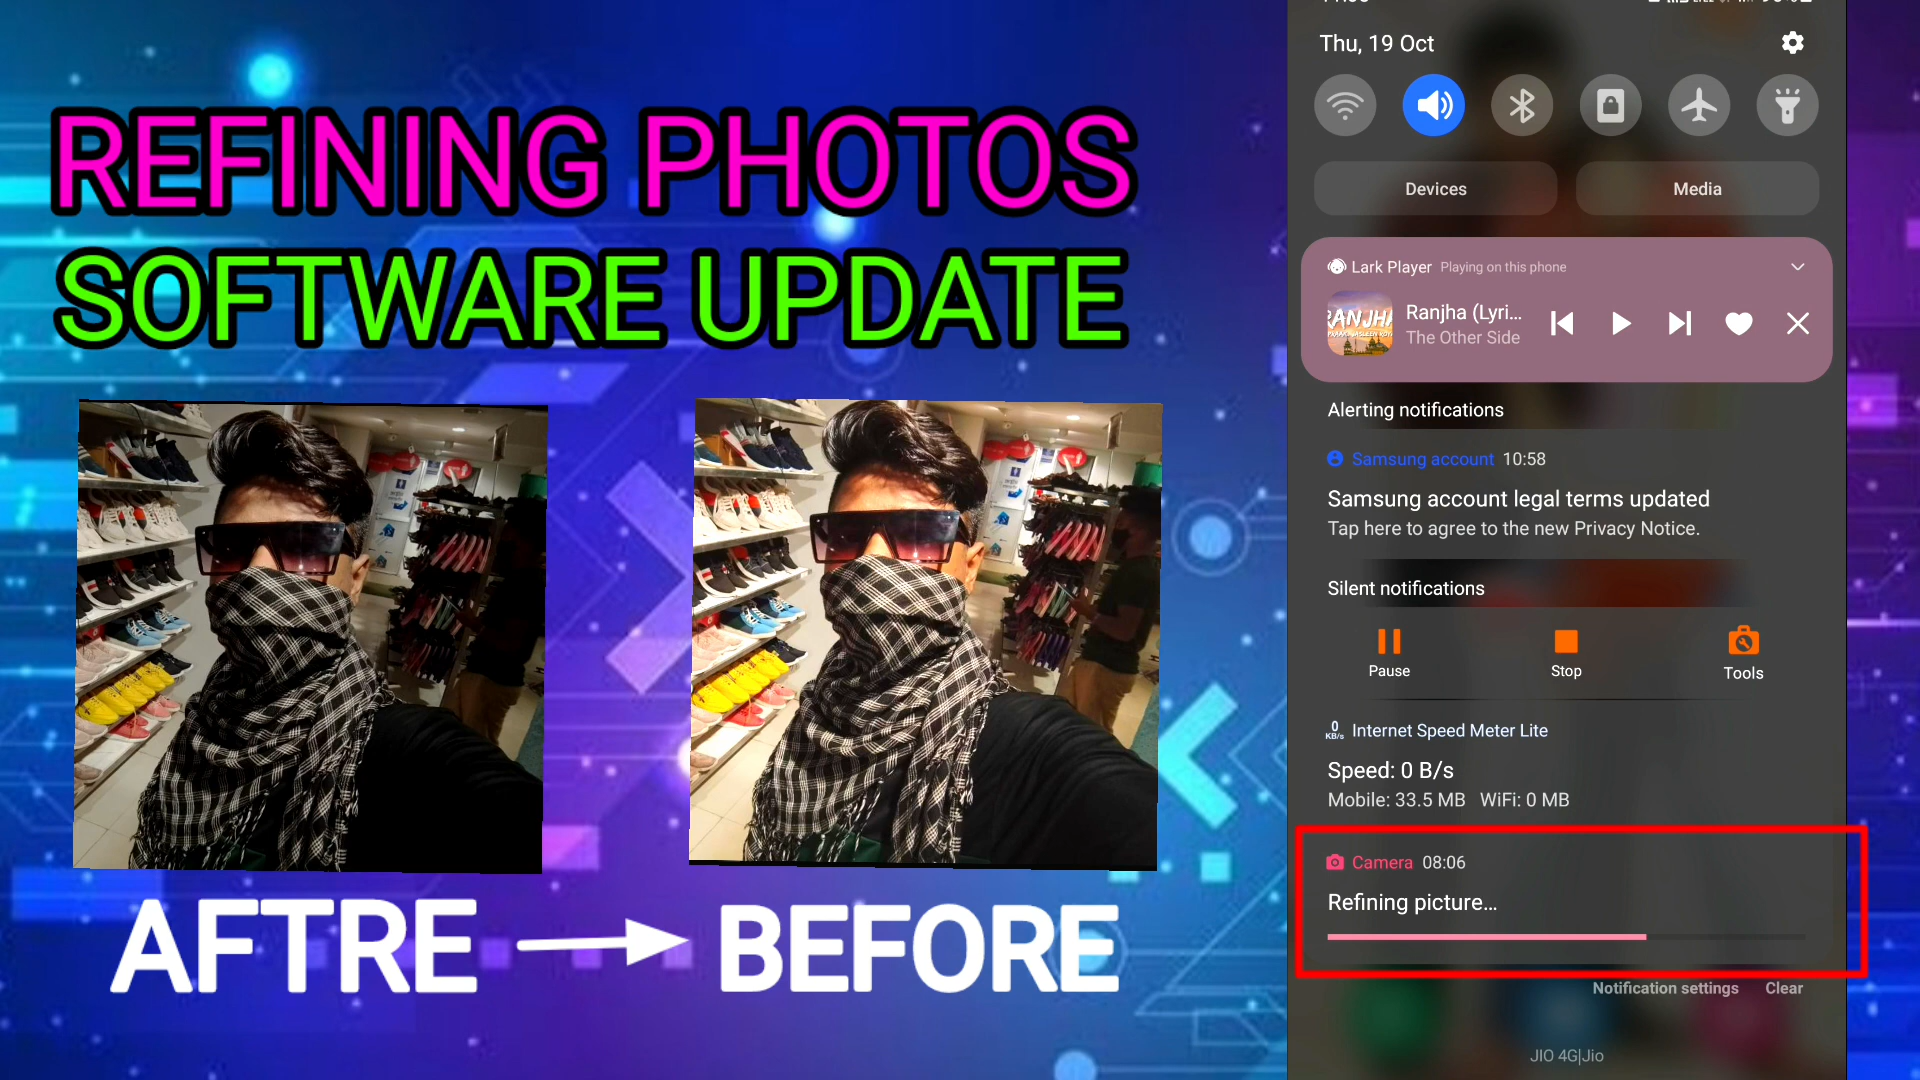 REFINING PHOTOS
SOFTWARE UPDATE
AFTRE
BEFORE
Thu, 19 Oct
Devices
Media
Lark Player Playing on this phone
RANJHA
Ranjha (Lyri...
The Other Side
Alerting notifications
Samsung account 10:58
Samsung account legal terms updated
Tap here to agree to the new Privacy Notice.
Silent notifications
Pause
Stop
Tools
0
KB/s
Internet Speed Meter Lite
Speed: 0 B/s
Mobile: 33.5 MB WiFi: 0 MB
Camera 08:06
Refining picture...
Notification settings Clear
JIO 4G|Jio